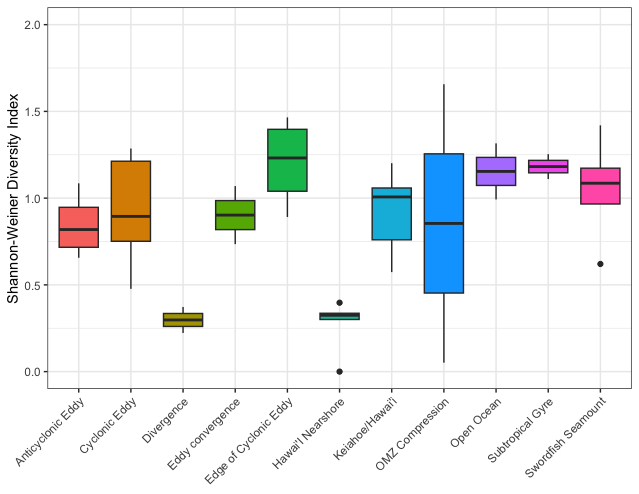 Shannon-Weiner Diversity Index
2.0
1.5
1.0
0.5
0.0
Anticyclonic Eddy
Cyclonic Eddy
Divergence
Eddy convergence
Edge of Cyclonic Eddy
Hawai'I Nearshore
Keiahoe/Hawai'i
OMZ Compression
Open Ocean
Subtropical Gyre
Swordfish Seamount